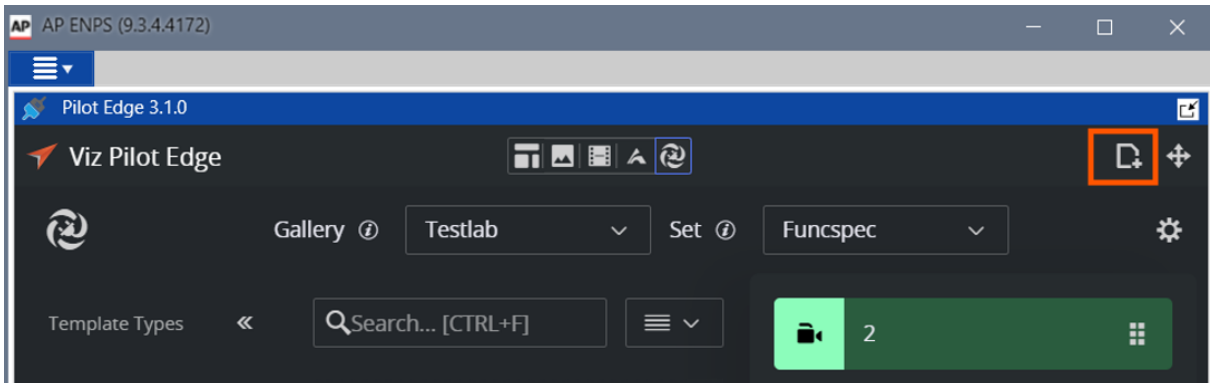 AP AP ENPS (9.3.4.4172)
Pilot Edge 3.1.0
Viz Pilot Edge
Gallery i Testlab Set i Funcspec
Template Types « Search... [CTRL+F] 2